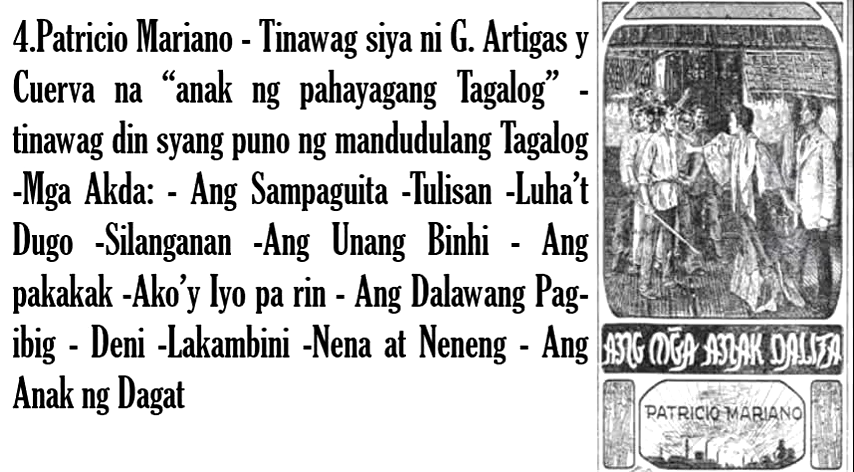 4.Patricio Mariano - Tinawag siya ni G. Artigas y
Cuerva na “anak ng pahayagang Tagalog” -
tinawag din syang puno ng mandudulang Tagalog
-Mga Akda: - Ang Sampaguita -Tulisan -Luha’t
Dugo -Silanganan -Ang Unang Binhi - Ang
pakakak -Ako’y Iyo pa rin - Ang Dalawang Pag-
ibig - Deni -Lakambini -Nena at Neneng - Ang
Anak ng Dagat
ANG MG̃A ANAK DALITA
PATRICIO MARIANO